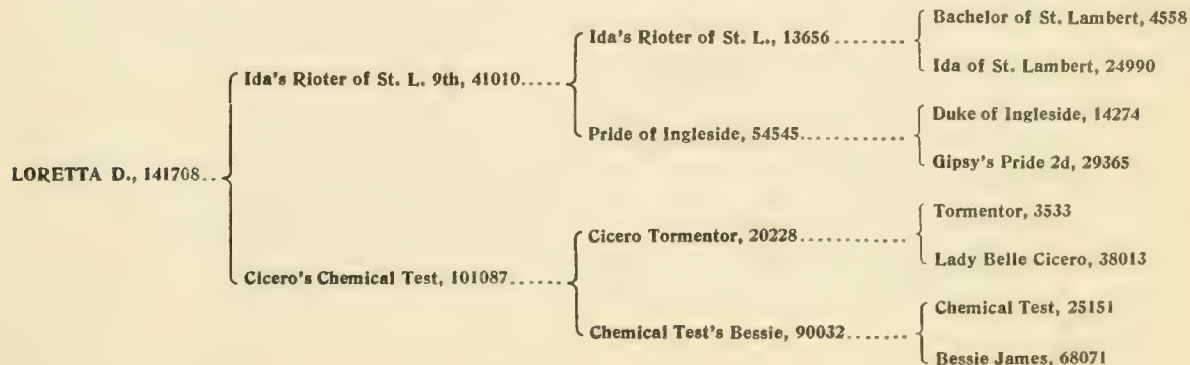 Bachelor of St. Lambert, 4558
Ida's Rioter of St. L., 13656
Ida of St. Lambert, 24990
Ida's Rioter of St. L. 9th, 41010
Duke of Ingleside, 14274
Pride of Ingleside, 54545
Gipsy's Pride 2d, 29365
LORETTA D., 141708
Tormentor, 3533
Cicero Tormentor, 20228
Lady Belle Cicero, 38013
Cicero's Chemical Test, 101087
Chemical Test, 25151
Chemical Test's Bessie, 90032
Bessie James, 68071